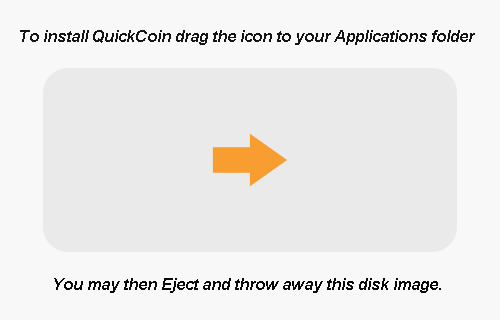 To install QuickCoin drag the icon to your Applications folder
You may then Eject and throw away this disk image.